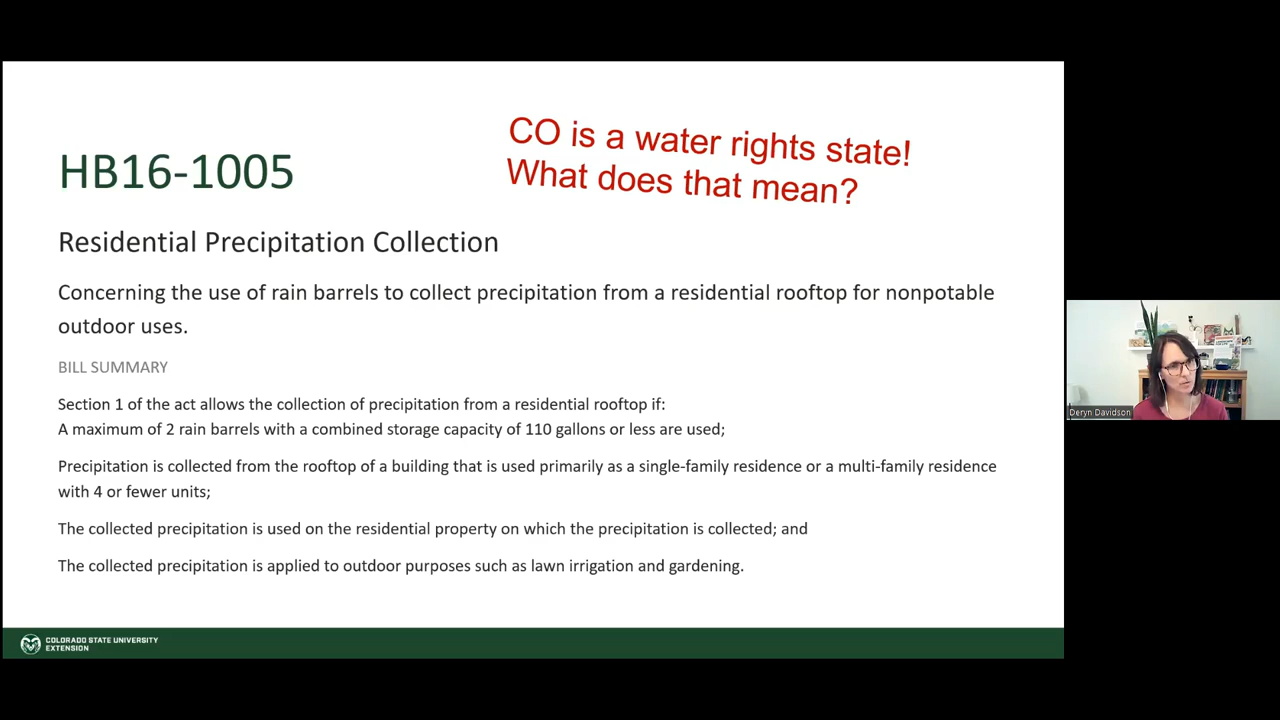 CO is a water rights state!
What does that mean?
HB16-1005
Residential Precipitation Collection
Concerning the use of rain barrels to collect precipitation from a residential rooftop for nonpotable
outdoor uses.
BILL SUMMARY
Section 1 of the act allows the collection of precipitation from a residential rooftop if:
A maximum of 2 rain barrels with a combined storage capacity of 110 gallons or less are used;
Precipitation is collected from the rooftop of a building that is used primarily as a single-family residence or a multi-family residence
with 4 or fewer units;
The collected precipitation is used on the residential property on which the precipitation is collected; and
The collected precipitation is applied to outdoor purposes such as lawn irrigation and gardening.
COLORADO STATE UNIVERSITY
EXTENSION
Deryn Davidson